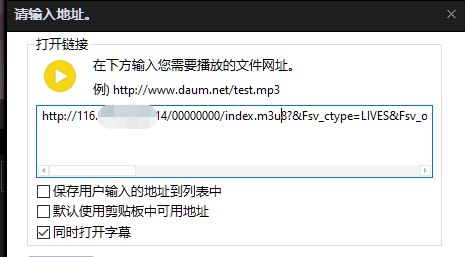 请输入地址。
打开链接
在下方输入您需要播放的文件网址。
例) http://www.daum.net/test.mp3
http://116. 14/00000000/index.m3u8?&Fsv_ctype=LIVES&Fsv_o
保存用户输入的地址到列表中
默认使用剪贴板中可用地址
同时打开字幕